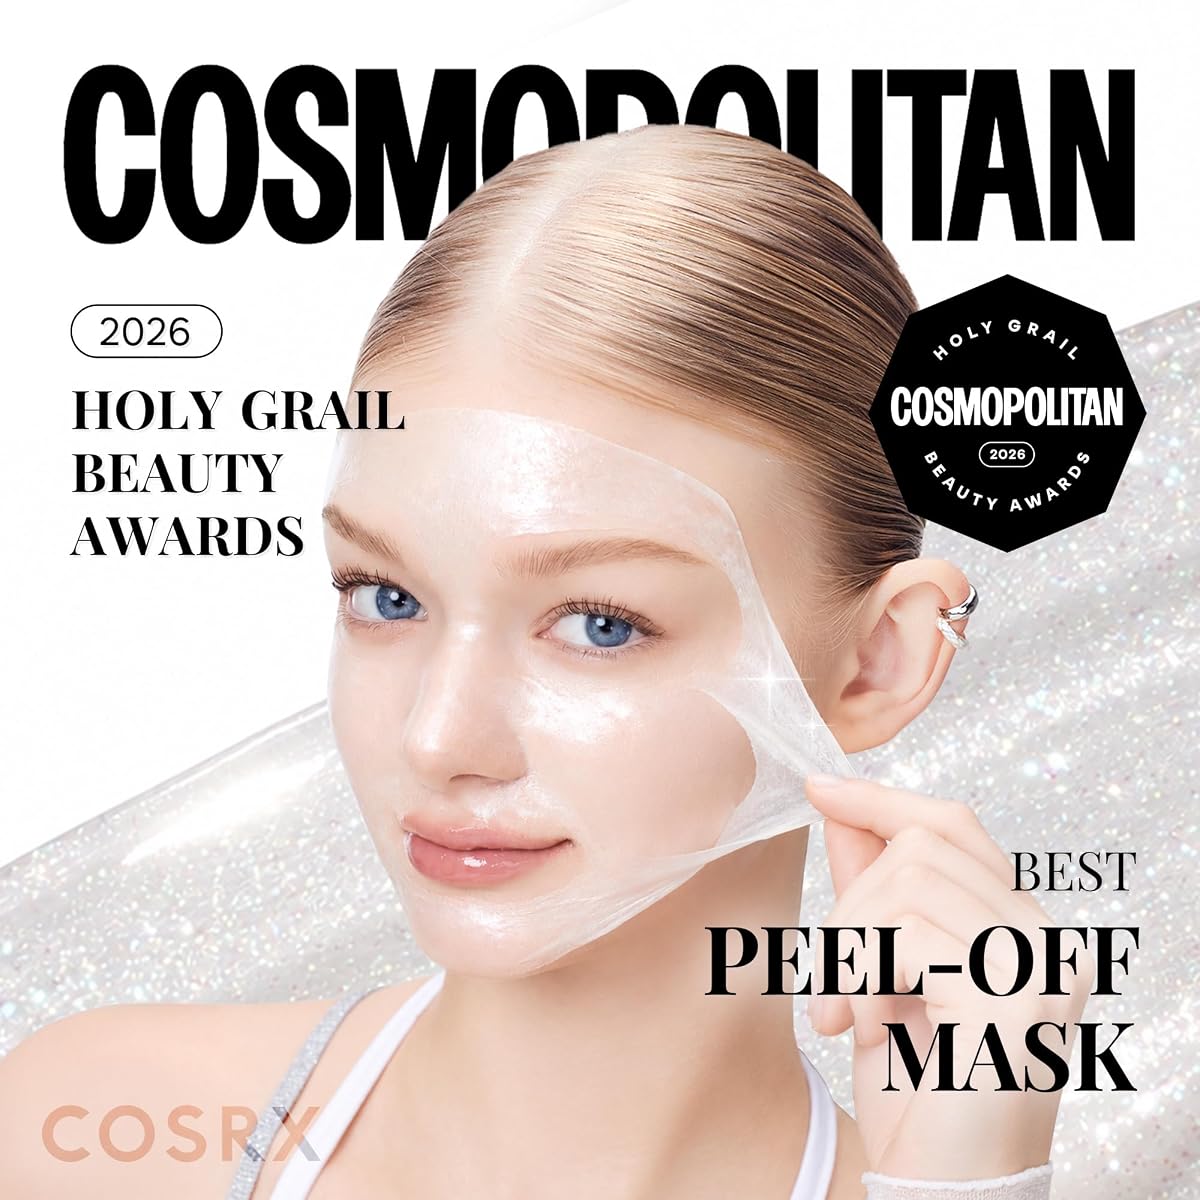 COSMOPOLITAN
2026
HOLY GRAIL
BEAUTY
AWARDS
HOLY GRAIL
COSMOPOLITAN
2026
BEAUTY AWARDS
BEST
PEEL-OFF
MASK
COSRX